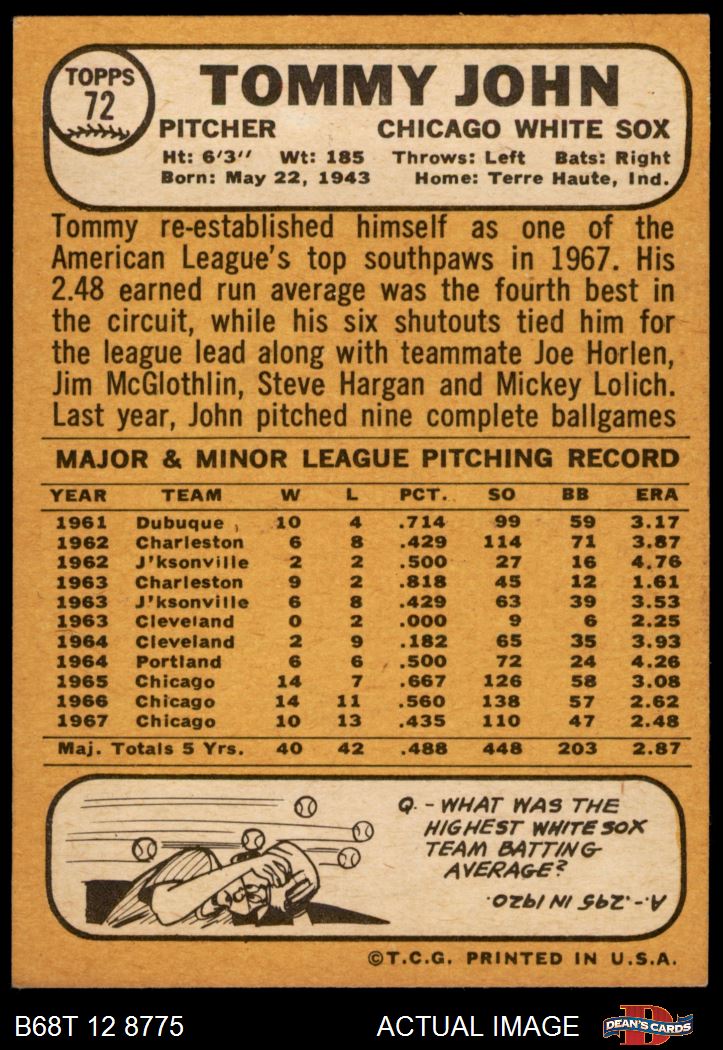 TOPPS
72
TOMMY JOHN
PITCHER CHICAGO WHITE SOX
Ht: 6'3" Wt: 185 Throws: Left Bats: Right
Born: May 22, 1943 Home: Terre Haute, Ind.
Tommy re-established himself as one of the
American League's top southpaws in 1967. His
2.48 earned run average was the fourth best in
the circuit, while his six shutouts tied him for
the league lead along with teammate Joe Horlen,
Jim McGlothlin, Steve Hargan and Mickey Lolich.
Last year, John pitched nine complete ballgames
MAJOR & MINOR LEAGUE PITCHING RECORD
YEAR TEAM W L PCT. SO BB ERA
1961 Dubuque 10 4 .714 99 59 3.17
1962 Charleston 6 8 .429 114 71 3.87
1962 J'ksonville 2 2 .500 27 16 4.76
1963 Charleston 9 2 .818 45 12 1.61
1963 J'ksonville 6 8 .429 63 39 3.53
1963 Cleveland 0 2 .000 9 6 2.25
1964 Cleveland 2 9 .182 65 35 3.93
1964 Portland 6 6 .500 72 24 4.26
1965 Chicago 14 7 .667 126 58 3.08
1966 Chicago 14 11 .560 138 57 2.62
1967 Chicago 10 13 .435 110 47 2.48
Maj. Totals 5 Yrs. 40 42 .488 448 203 2.87
Q. - WHAT WAS THE
HIGHEST WHITE SOX
TEAM BATTING
AVERAGE?
A.-.295 IN 1920.
©T.C.G. PRINTED IN U.S.A.
B68T 12 8775 ACTUAL IMAGE
D
DEAN'S CARDS